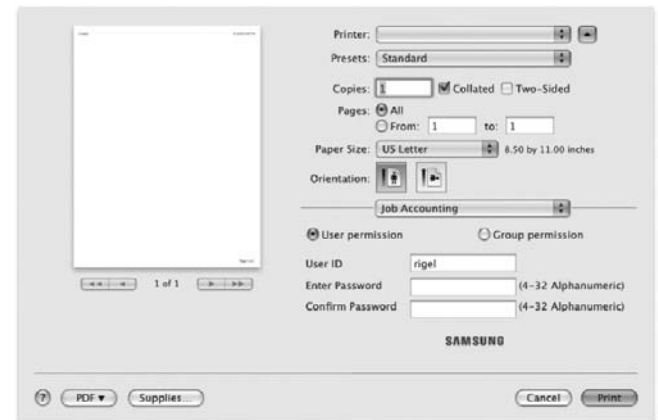 Printer:
Presets: Standard
Copies: 1 Collated Two-Sided
Pages: All
From: 1 to: 1
Paper Size: US Letter 8.50 by 11.00 inches
Orientation:
Job Accounting
User permission Group permission
User ID rigel
Enter Password (4-32 Alphanumeric)
Confirm Password (4-32 Alphanumeric)
SAMSUNG
1 of 1
? PDF Supplies... Cancel Print